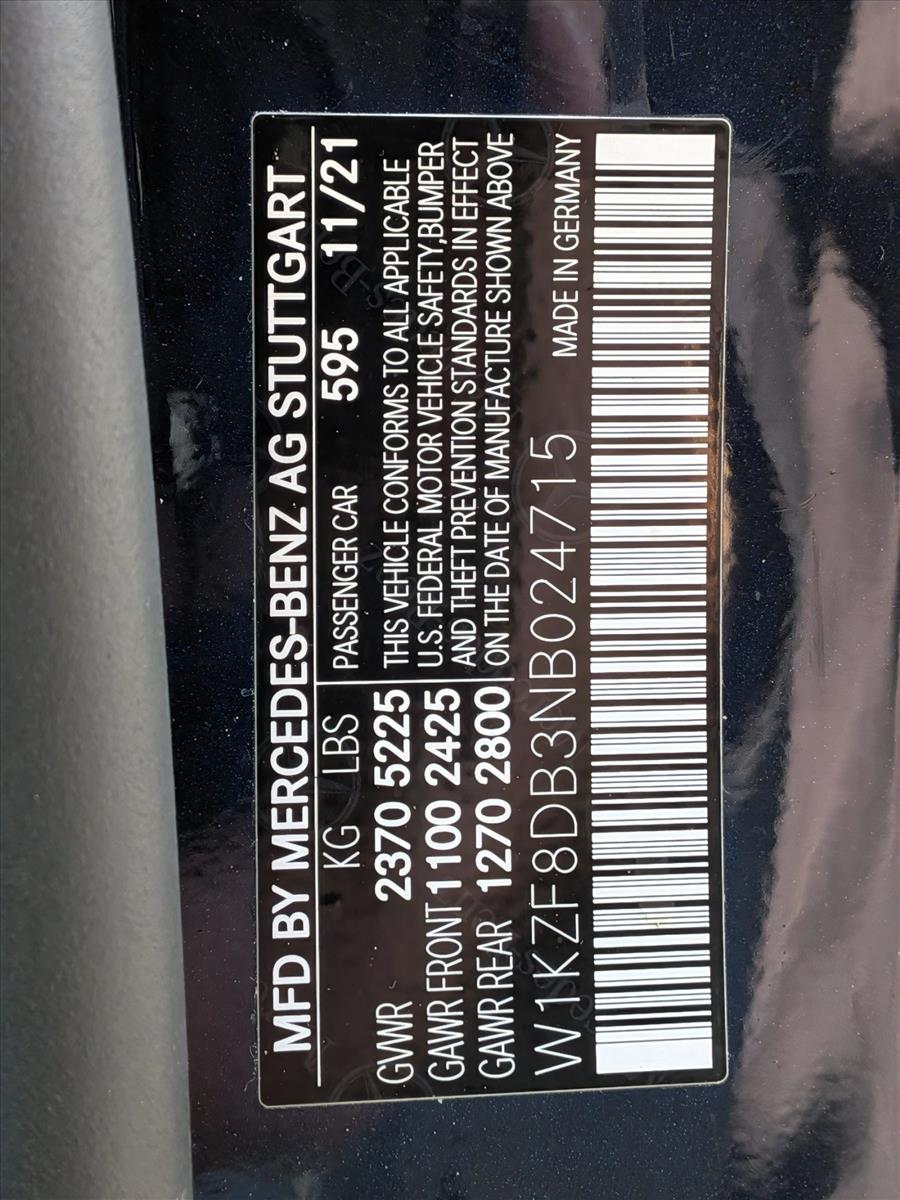 MFD BY MERCEDES-BENZ AG STUTTGART
KG LBS
GVWR 2370 5225
GAWR FRONT 1100 2425
GAWR REAR 1270 2800
PASSENGER CAR 595 11/21
THIS VEHICLE CONFORMS TO ALL APPLICABLE
U.S. FEDERAL MOTOR VEHICLE SAFETY,BUMPER
AND THEFT PREVENTION STANDARDS IN EFFECT
ON THE DATE OF MANUFACTURE SHOWN ABOVE
W1KZF8DB3NB024715
MADE IN GERMANY